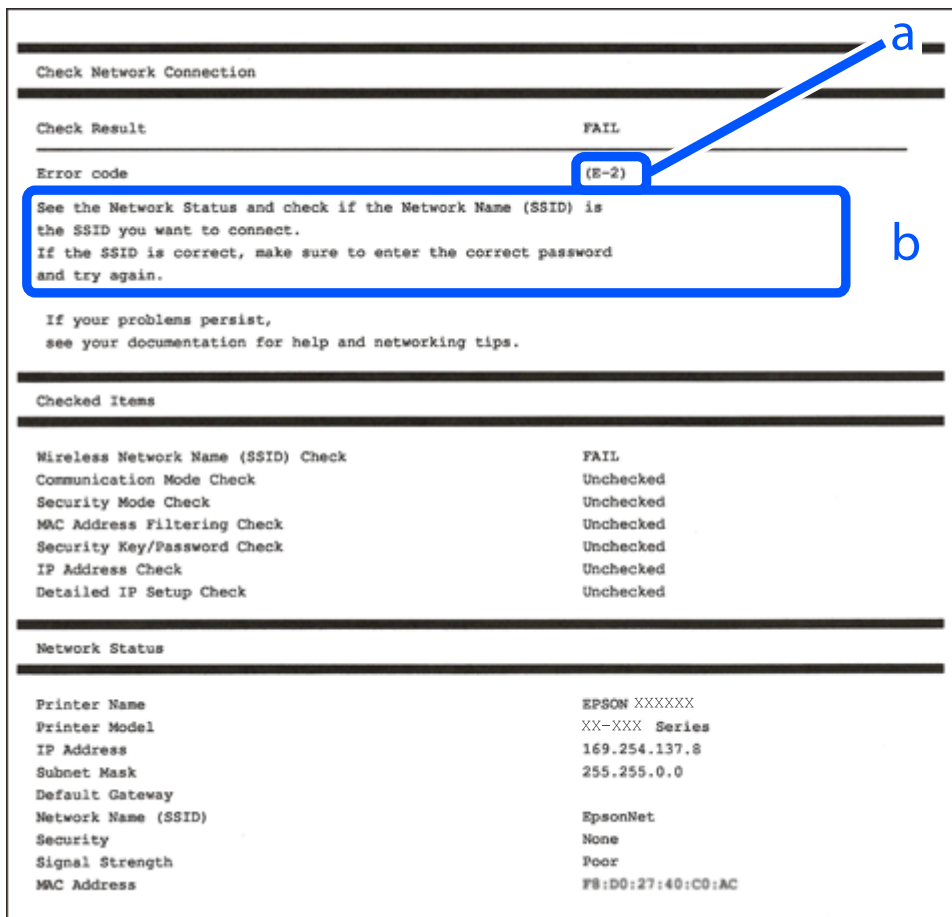 a
Check Network Connection
Check Result FAIL
Error code (E-2)
See the Network Status and check if the Network Name (SSID) is
the SSID you want to connect.
If the SSID is correct, make sure to enter the correct password
and try again.
b
If your problems persist,
see your documentation for help and networking tips.
Checked Items
Wireless Network Name (SSID) Check FAIL
Communication Mode Check Unchecked
Security Mode Check Unchecked
MAC Address Filtering Check Unchecked
Security Key/Password Check Unchecked
IP Address Check Unchecked
Detailed IP Setup Check Unchecked
Network Status
Printer Name EPSON XXXXXX
Printer Model XX-XXX Series
IP Address 169.254.137.8
Subnet Mask 255.255.0.0
Default Gateway
Network Name (SSID) EpsonNet
Security None
Signal Strength Poor
MAC Address F8:D0:27:40:C0:AC